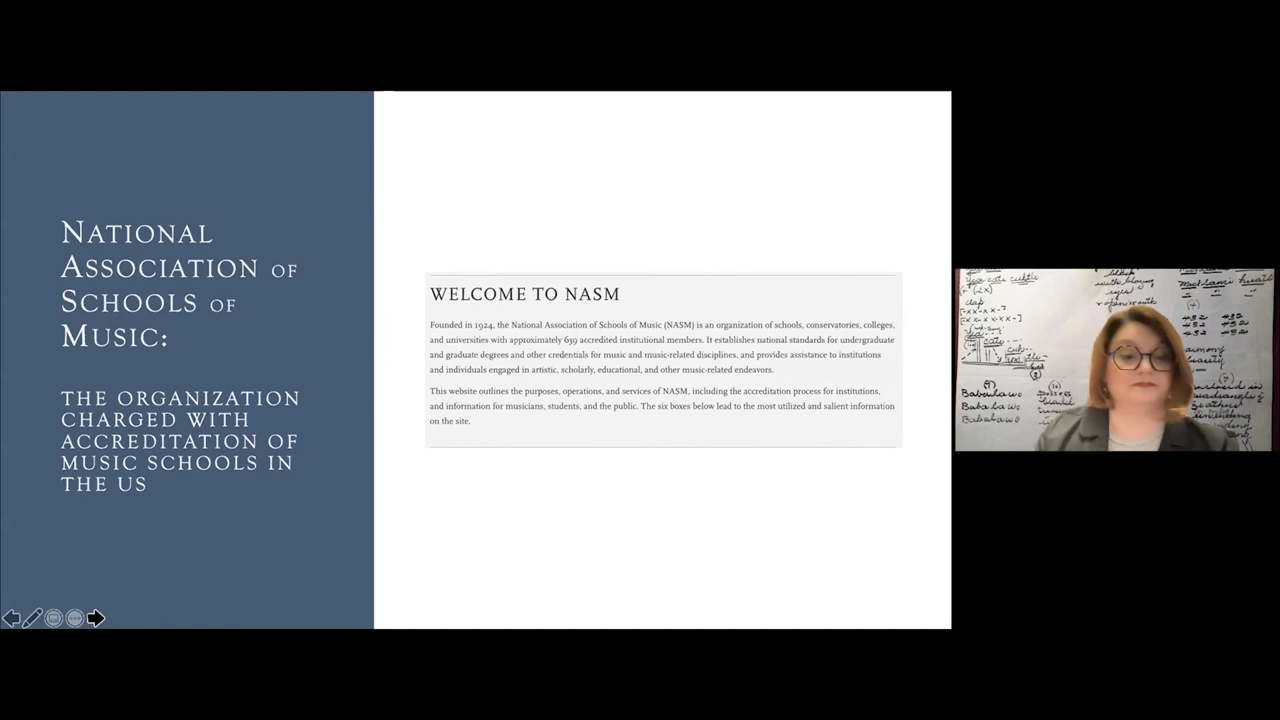 NATIONAL
ASSOCIATION OF
SCHOOLS OF
MUSIC:
THE ORGANIZATION
CHARGED WITH
ACCREDITATION OF
MUSIC SCHOOLS IN
THE US
WELCOME TO NASM
Founded in 1924, the National Association of Schools of Music (NASM) is an organization of schools, conservatories, colleges,
and universities with approximately 639 accredited institutional members. It establishes national standards for undergraduate
and graduate degrees and other credentials for music and music-related disciplines, and provides assistance to institutions
and individuals engaged in artistic, scholarly, educational, and other music-related endeavors.
This website outlines the purposes, operations, and services of NASM, including the accreditation process for institutions,
and information for musicians, students, and the public. The six boxes below lead to the most utilized and salient information
on the site.
clap
eyes
Babalawo
Babalawo
Babalawo